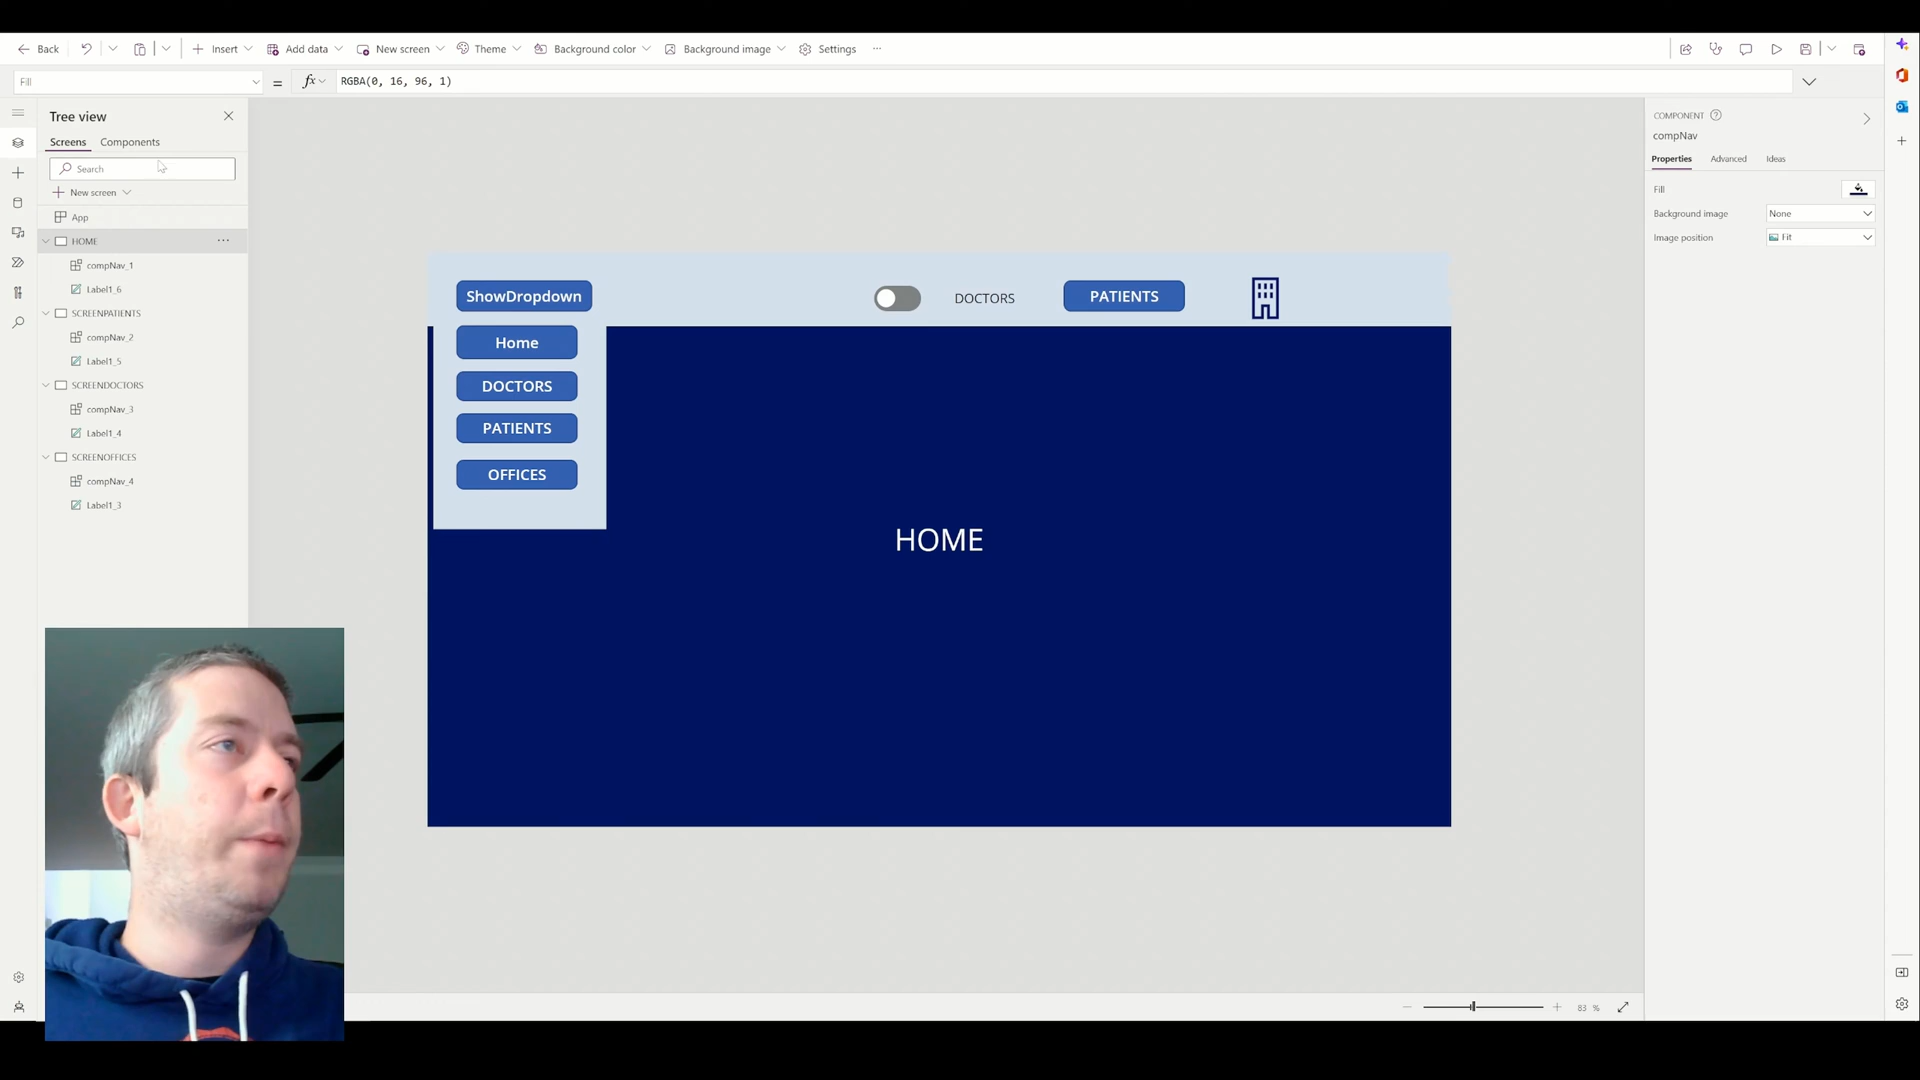 Back
Insert
Add data
New screen
Theme
Background color
Background image
Settings
Fill
= fx RGBA(0, 16, 96, 1)
Tree view
Screens Components
Search
New screen
App
HOME
compNav_1
Label1_6
SCREENPATIENTS
compNav_2
Label1_5
SCREENDOCTORS
compNav_3
Label1_4
SCREENOFFICES
compNav_4
Label1_3
ShowDropdown
DOCTORS
PATIENTS
Home
DOCTORS
PATIENTS
OFFICES
HOME
COMPONENT
compNav
Properties Advanced Ideas
Fill
Background image None
Image position Fit
83 %